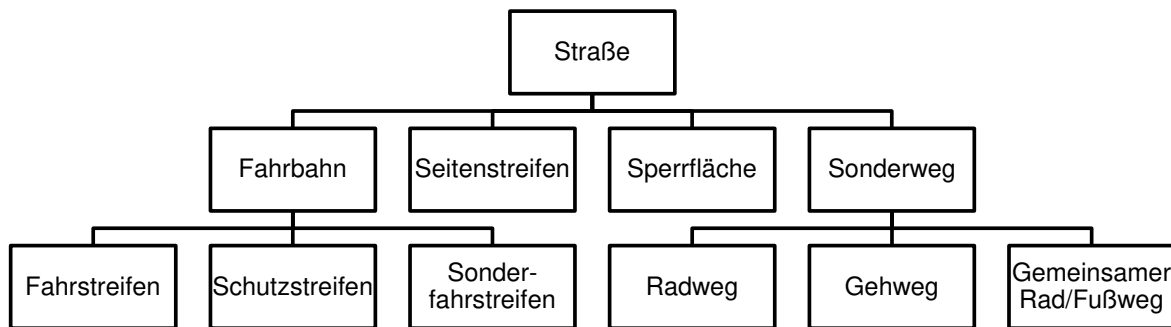 Straße
Fahrbahn
Seitenstreifen
Sperrfläche
Sonderweg
Fahrstreifen
Schutzstreifen
Sonder-
fahrstreifen
Radweg
Gehweg
Gemeinsamer
Rad/Fußweg